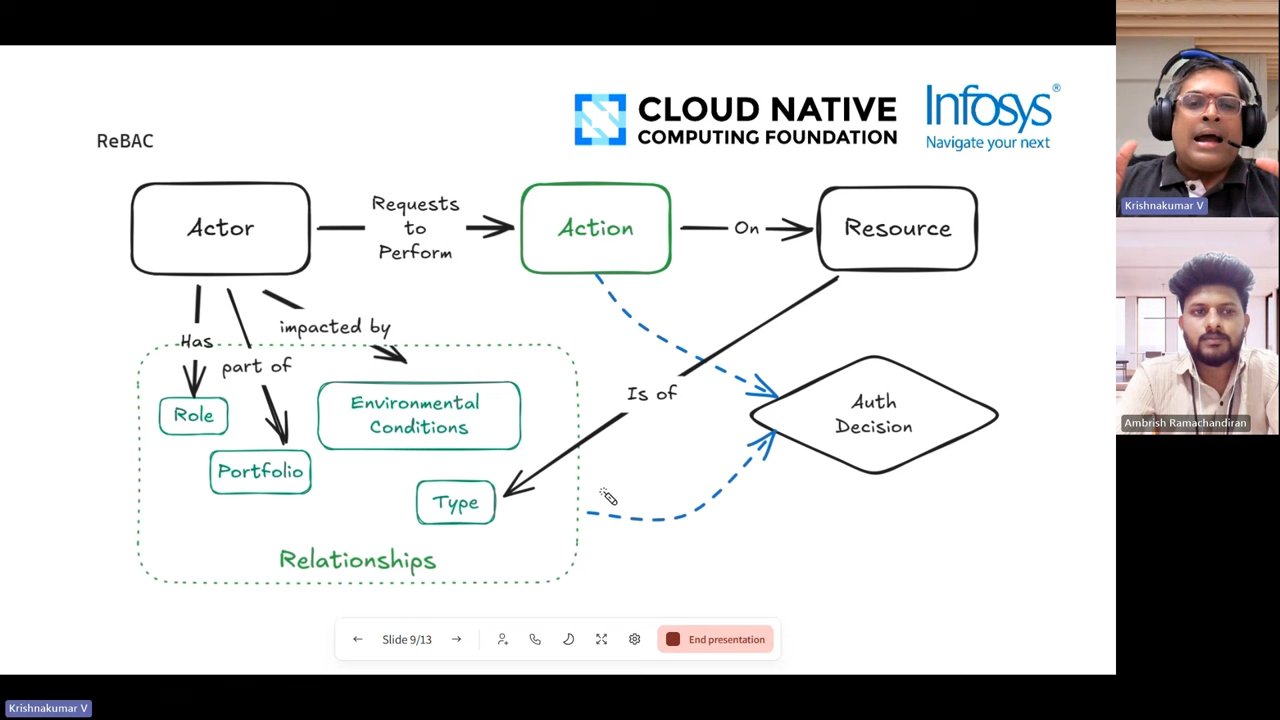 ReBAC
CLOUD NATIVE
COMPUTING FOUNDATION
Infosys®
Navigate your next
Actor
Requests
to
Perform
Action
On
Resource
Has
part of
impacted by
Role
Portfolio
Environmental
Conditions
Type
Is of
Auth
Decision
Relationships
Slide 9/13
End presentation
Krishnakumar V
Ambrish Ramachandiran
Krishnakumar V